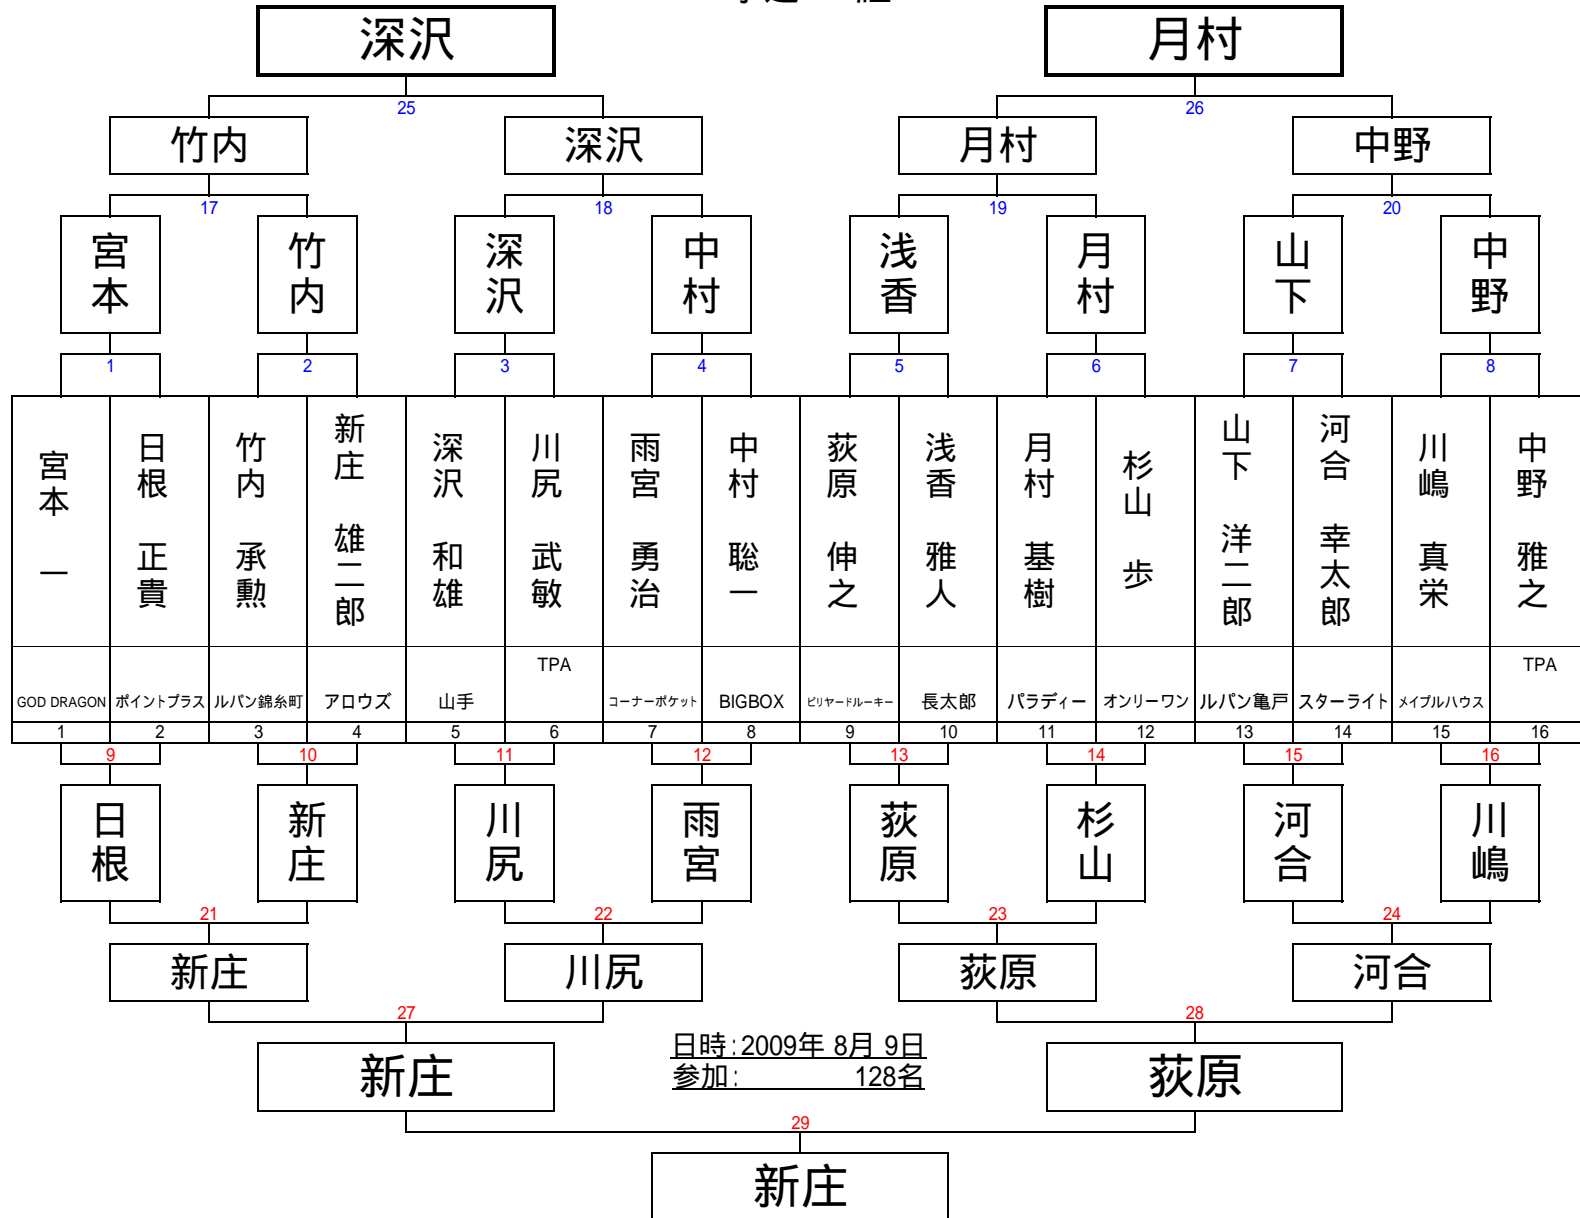 深沢
月村
25
26
竹内
深沢
月村
中野
17
18
19
20
宮本
竹内
深沢
中村
浅香
月村
山下
中野
1
2
3
4
5
6
7
8
宮本 一
日根 正貴
竹内 承勲
新庄 雄二郎
深沢 和雄
川尻 武敏
雨宮 勇治
中村 聡一
荻原 伸之
浅香 雅人
月村 基樹
杉山 歩
山下 洋二郎
河合 幸太郎
川嶋 真栄
中野 雅之
GOD DRAGON
ポイントプラス
ルパン錦糸町
アロウズ
山手
TPA
コーナーポケット
BIGBOX
ビリヤードルーキー
長太郎
パラディー
オンリーワン
ルパン亀戸
スターライト
メイプルハウス
TPA
1
2
3
4
5
6
7
8
9
10
11
12
13
14
15
16
9
10
11
12
13
14
15
16
日根
新庄
川尻
雨宮
荻原
杉山
河合
川嶋
21
22
23
24
新庄
川尻
荻原
河合
27
28
日時:2009年 8月 9日
参加: 128名
新庄
荻原
29
新庄